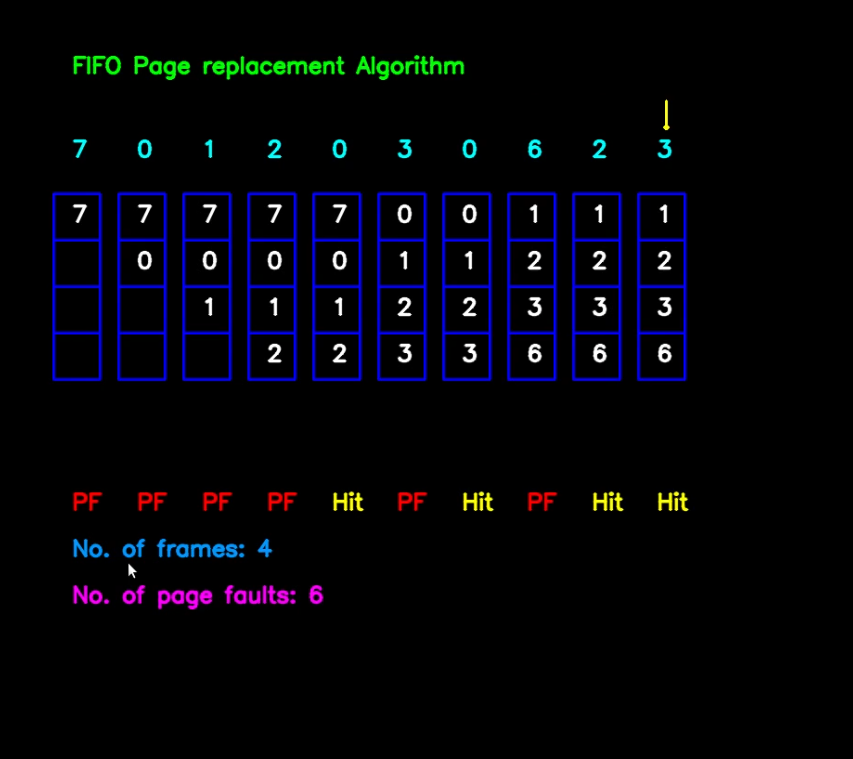 FIFO Page replacement Algorithm
7 0 1 2 0 3 0 6 2 3
7 7 7 7 7 0 0 1 1 1
0 0 0 0 1 1 2 2 2
1 1 1 2 2 3 3 3
2 2 3 3 6 6 6
PF PF PF PF Hit PF Hit PF Hit Hit
No. of frames: 4
No. of page faults: 6